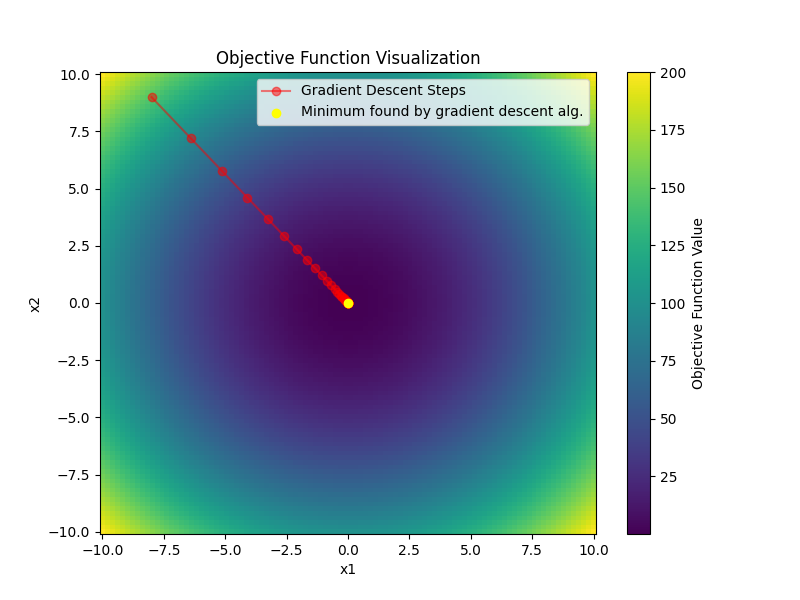 Objective Function Visualization
Gradient Descent Steps
Minimum found by gradient descent alg.
10.0
7.5
5.0
2.5
0.0
−2.5
−5.0
−7.5
−10.0
x2
−10.0 −7.5 −5.0 −2.5 0.0 2.5 5.0 7.5 10.0
x1
200
175
150
125
100
75
50
25
Objective Function Value